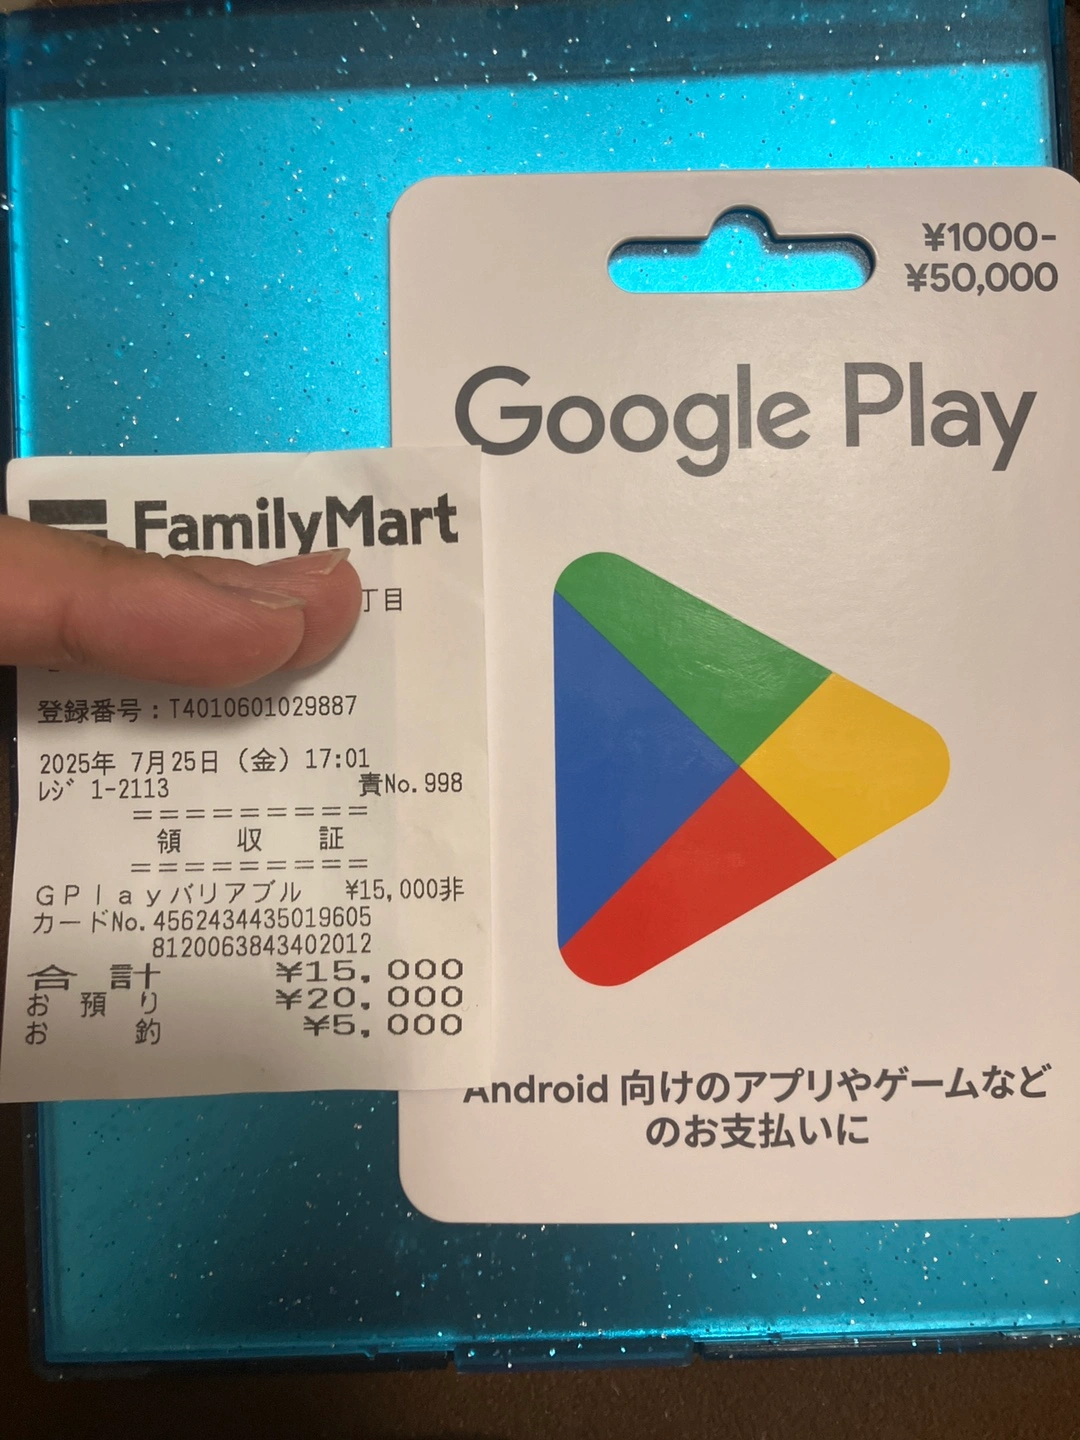 FamilyMart
丁目
登録番号：T4010601029887
2025年 7月25日（金）17:01
ﾚｼﾞ 1-2113 責No.998
=========
領 収 証
=========
GPlayバリアブル ¥15,000非
カードNo.4562434435019605
8120063843402012
合 計 ¥15,000
お 預 り ¥20,000
お 釣 ¥5,000
¥1000-
¥50,000
Google Play
Android 向けのアプリやゲームなど
のお支払いに